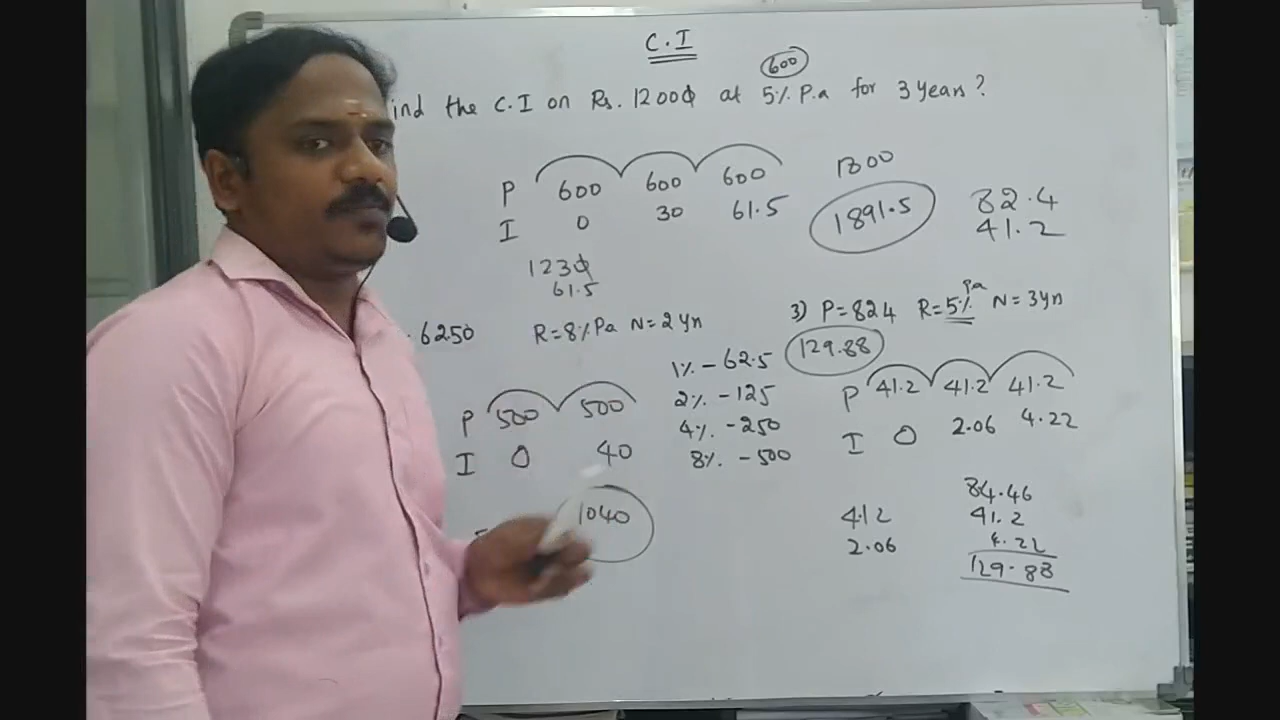 C.I
600
ind the C.I on Rs. 12000 at 5% P.a for 3 years?
P 600 600 600
I 0 30 61.5
1800
1891.5
82.4
41.2
1230
61.5
6250 R=8% Pa N=2 yrs
1% - 62.5
2% - 125
4% - 250
8% - 500
P 500 500
I 0 40
1040
3) P=824 R=5% pa N=3yrs
129.88
P 41.2 41.2 41.2
I 0 2.06 4.22
4.12
2.06
84.46
41.2
4.22
129.88